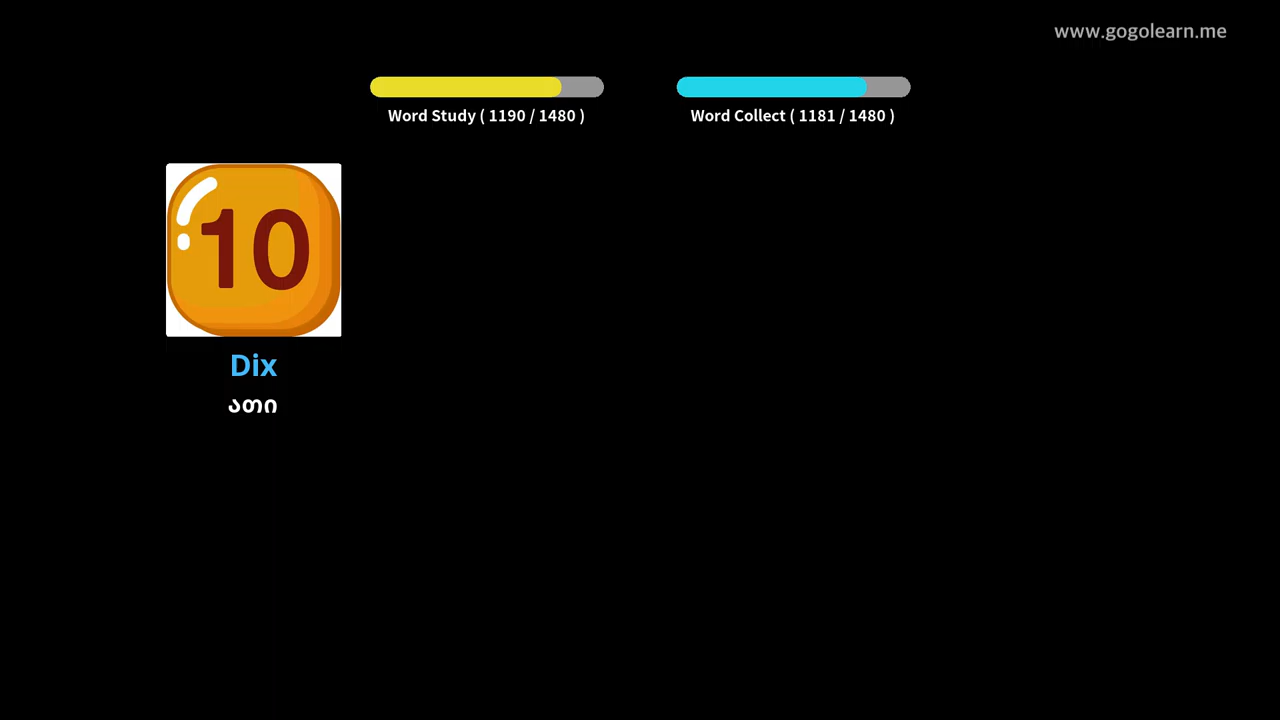 www.gogolearn.me
Word Study ( 1190 / 1480 )
Word Collect ( 1181 / 1480 )
10
Dix
ათი